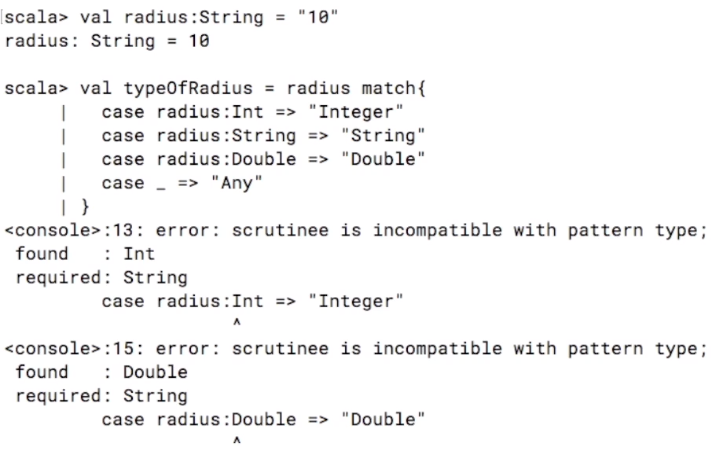 scala> val radius:String = "10"
radius: String = 10

scala> val typeOfRadius = radius match{
     |   case radius:Int => "Integer"
     |   case radius:String => "String"
     |   case radius:Double => "Double"
     |   case _ => "Any"
     | }
<console>:13: error: scrutinee is incompatible with pattern type;
 found   : Int
 required: String
         case radius:Int => "Integer"
                     ^
<console>:15: error: scrutinee is incompatible with pattern type;
 found   : Double
 required: String
         case radius:Double => "Double"
                     ^